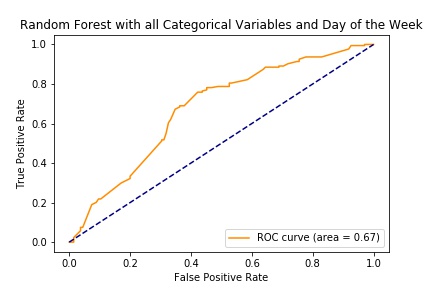 Random Forest with all Categorical Variables and Day of the Week
1.0
0.8
0.6
0.4
0.2
0.0
True Positive Rate
ROC curve (area = 0.67)
0.0 0.2 0.4 0.6 0.8 1.0
False Positive Rate